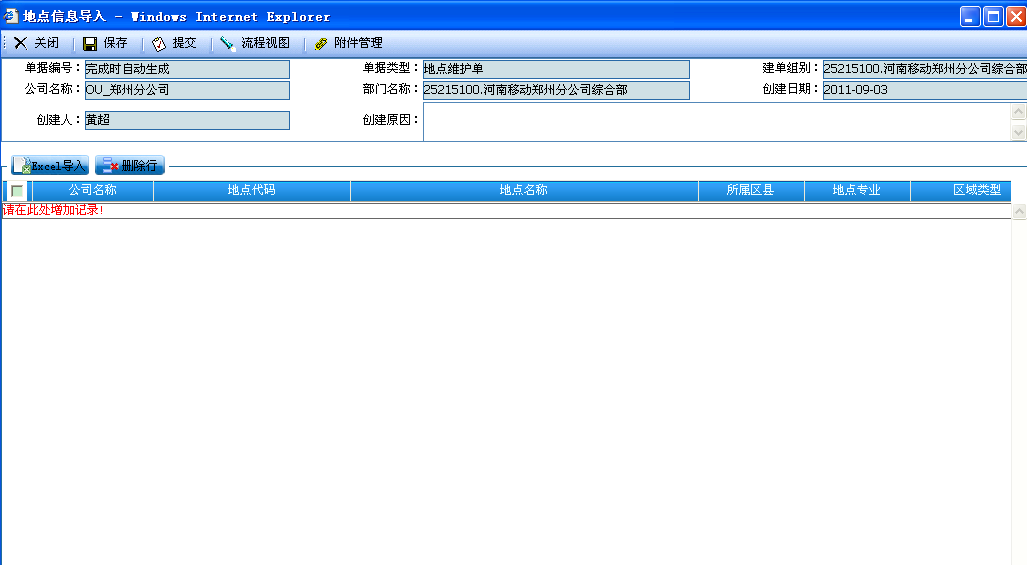 地点信息导入 - Windows Internet Explorer
关闭 保存 提交 流程视图 附件管理
单据编号： 完成时自动生成 单据类型： 地点维护单 建单组别： 25215100.河南移动郑州分公司综合部
公司名称： OU_郑州分公司 部门名称： 25215100.河南移动郑州分公司综合部 创建日期： 2011-09-03
创建人： 黄超 创建原因：
Excel导入 删除行
公司名称 地点代码 地点名称 所属区县 地点专业 区域类型
请在此处增加记录!